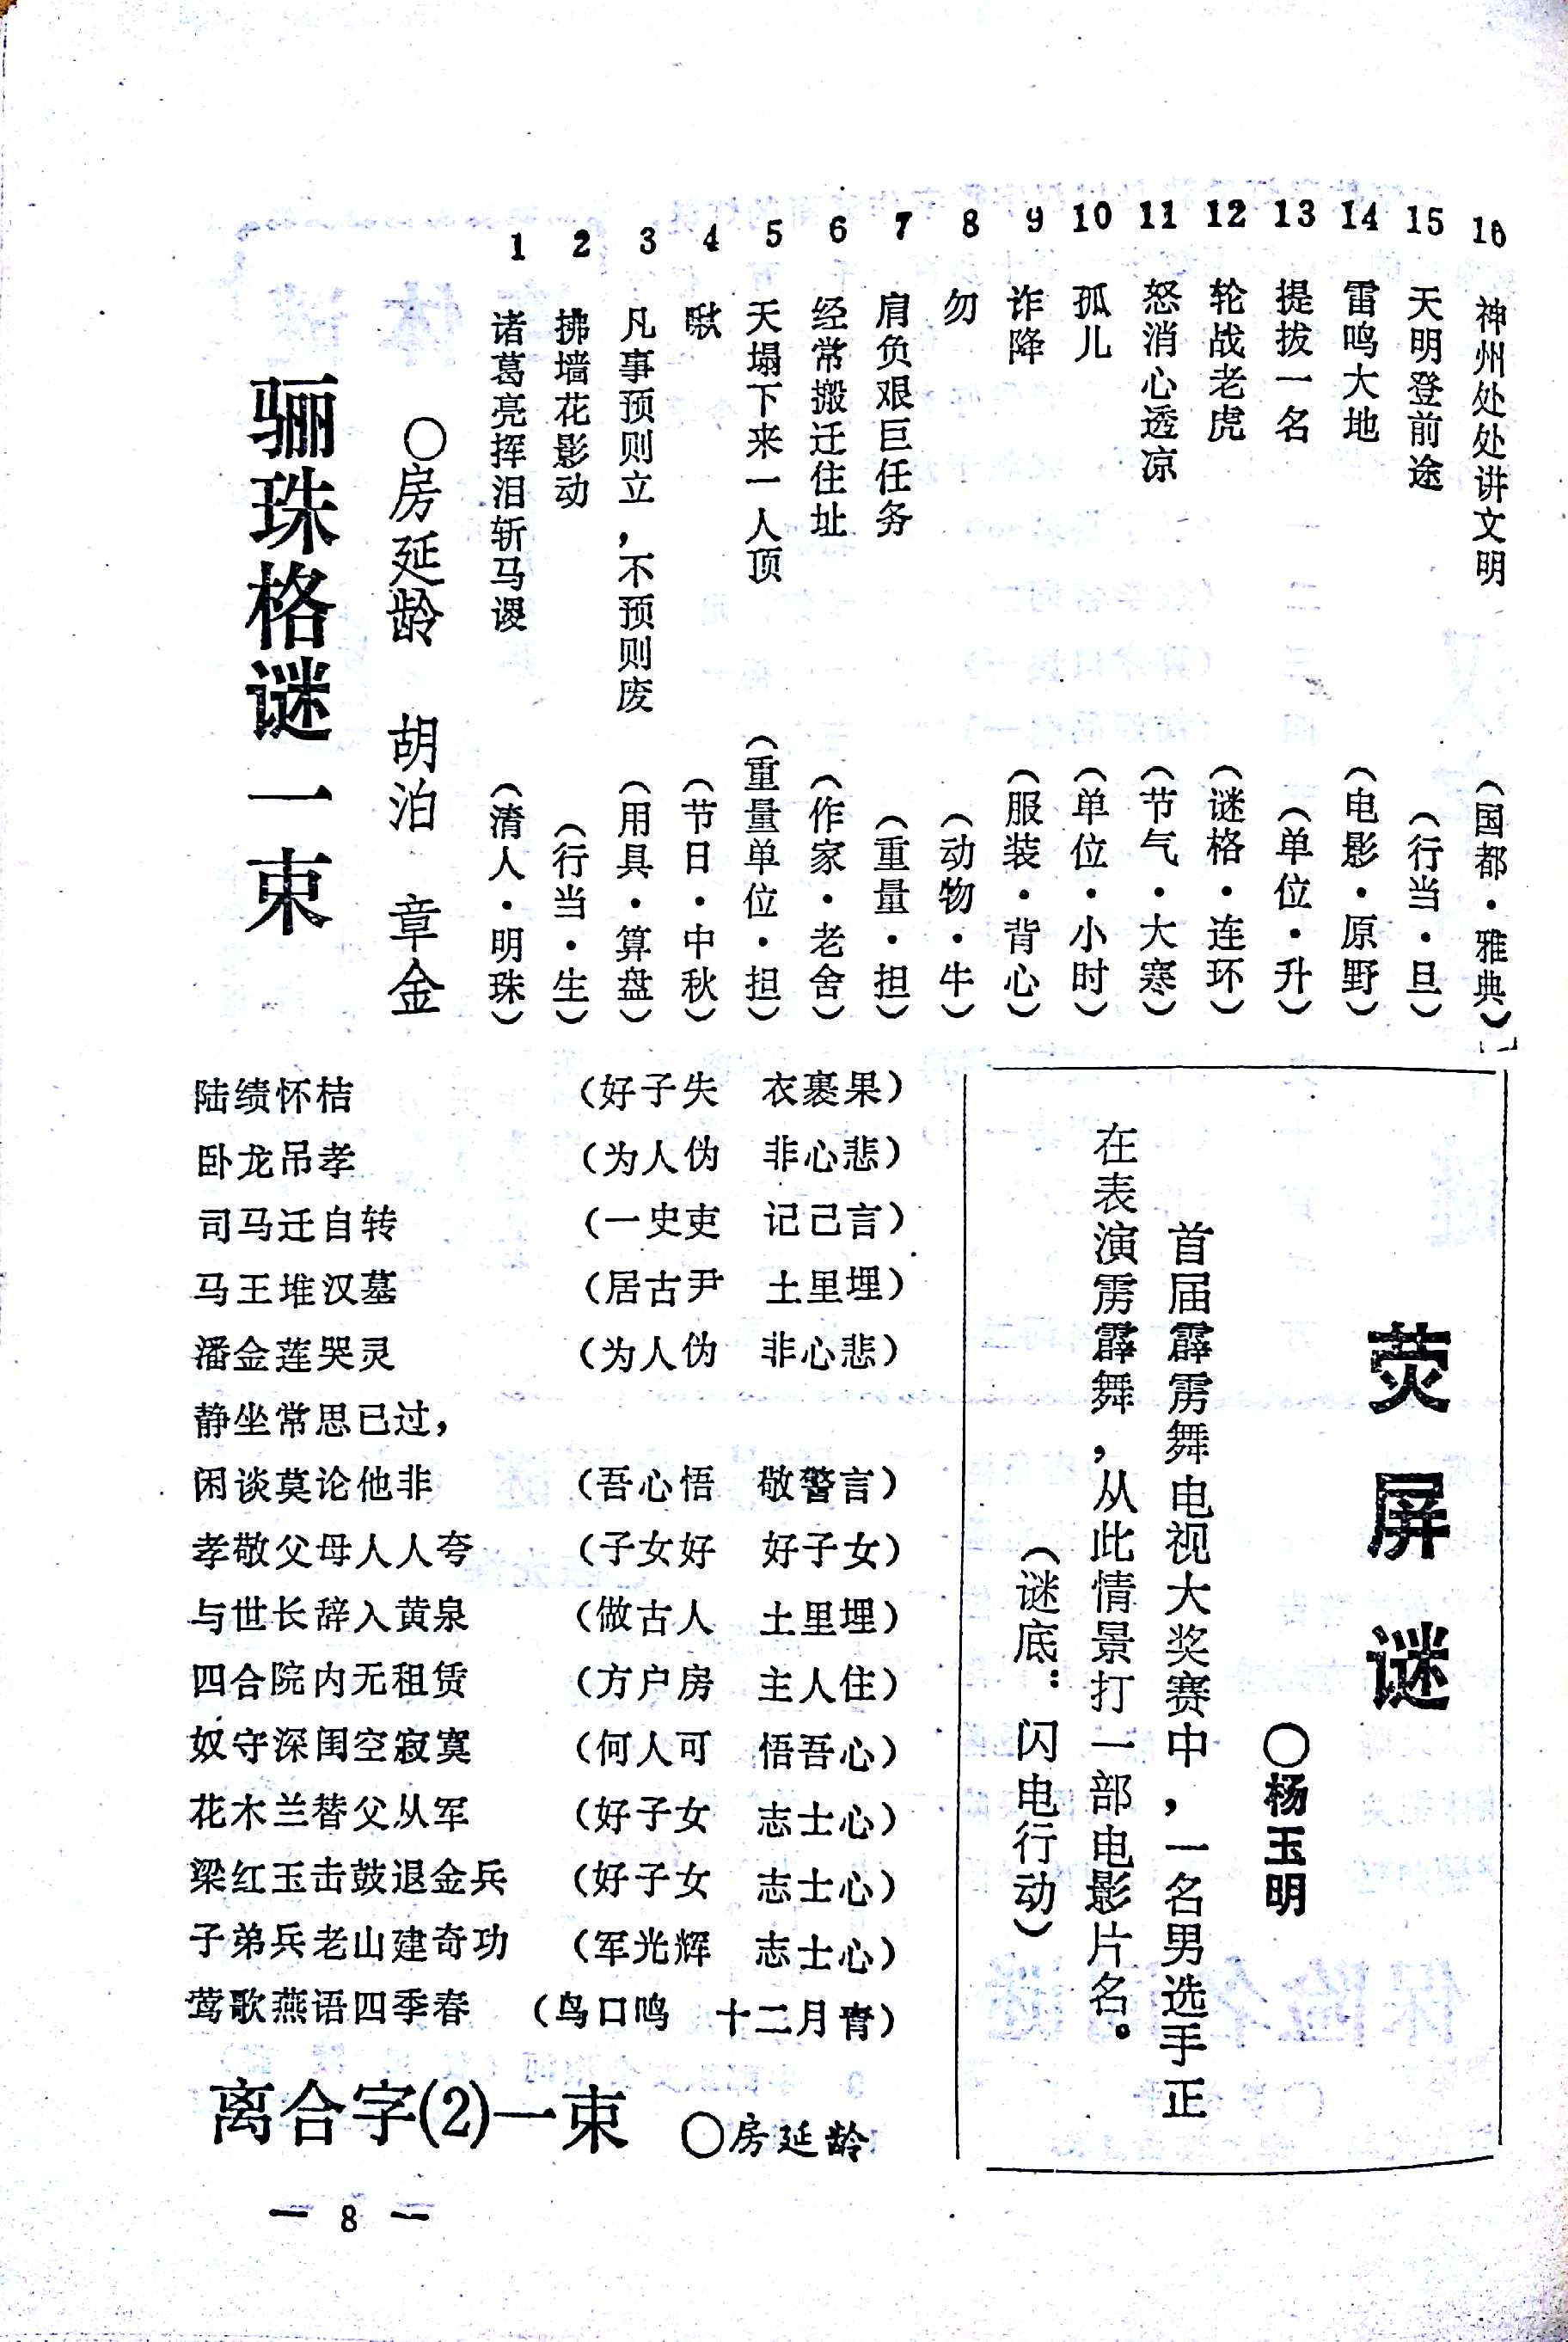 骊珠格谜一束
○房延龄 胡泊 章金
1 诸葛亮挥泪斩马谡 （清人·明珠）
2 拂墙花影动 （行当·生）
3 凡事预则立，不预则废 （用具·算盘）
4 瞅 （节日·中秋）
5 天塌下来一人顶 （重量单位·担）
6 经常搬迁住址 （作家·老舍）
7 肩负艰巨任务 （重量·担）
8 勿 （动物·牛）
9 诈降 （服装·背心）
10 孤儿 （单位·小时）
11 怒消心透凉 （节气·大寒）
12 轮战老虎 （谜格·连环）
13 提拔一名 （单位·升）
14 雷鸣大地 （电影·原野）
15 天明登前途 （行当·旦）
16 神州处处讲文明 （国都·雅典）
陆绩怀桔 （好子失 衣裹果）
卧龙吊孝 （为人伪 非心悲）
司马迁自转 （一史吏 记己言）
马王堆汉墓 （居古尹 土里埋）
潘金莲哭灵 （为人伪 非心悲）
静坐常思已过，
闲谈莫论他非 （吾心悟 敬警言）
孝敬父母人人夸 （子女好 好子女）
与世长辞入黄泉 （做古人 土里埋）
四合院内无租赁 （方户房 主人住）
奴守深闺空寂寞 （何人可 悟吾心）
花木兰替父从军 （好子女 志士心）
梁红玉击鼓退金兵 （好子女 志士心）
子弟兵老山建奇功 （军光辉 志士心）
莺歌燕语四季春 （鸟口鸣 十二月青）
离合字(2)一束 ○房延龄
荧屏谜
○杨玉明
首届霹雳舞电视大奖赛中，一名男选手正
在表演雳霹舞，从此情景打一部电影片名。
（谜底：闪电行动）
— 8 —